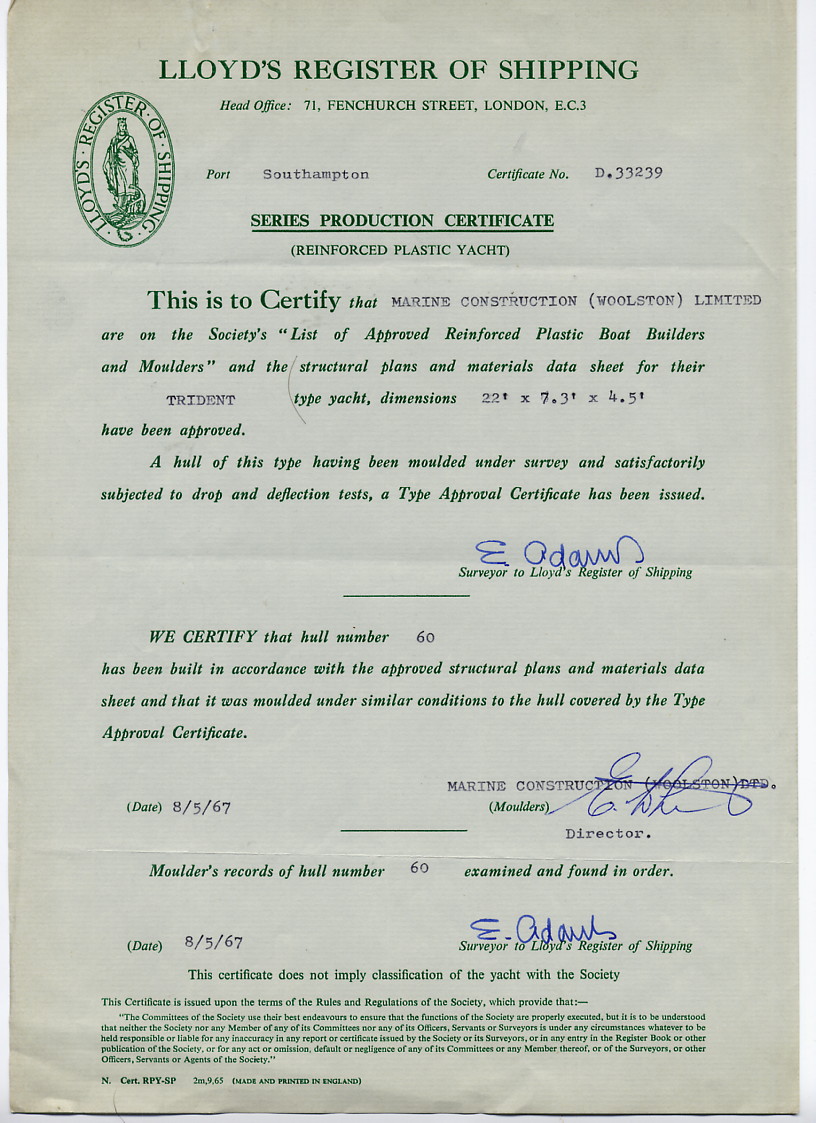 LLOYD'S REGISTER OF SHIPPING
Head Office: 71, FENCHURCH STREET, LONDON, E.C.3
LLOYD'S · REGISTER · OF · SHIPPING ·
Port Southampton Certificate No. D.33239
SERIES PRODUCTION CERTIFICATE
(REINFORCED PLASTIC YACHT)
This is to Certify that MARINE CONSTRUCTION (WOOLSTON) LIMITED
are on the Society's "List of Approved Reinforced Plastic Boat Builders
and Moulders" and the structural plans and materials data sheet for their
TRIDENT type yacht, dimensions 22' x 7.3' x 4.5'
have been approved.
A hull of this type having been moulded under survey and satisfactorily
subjected to drop and deflection tests, a Type Approval Certificate has been issued.
E. Adams
Surveyor to Lloyd's Register of Shipping
WE CERTIFY that hull number 60
has been built in accordance with the approved structural plans and materials data
sheet and that it was moulded under similar conditions to the hull covered by the Type
Approval Certificate.
MARINE CONSTRUCTION (WOOLSTON)LTD.
(Date) 8/5/67 (Moulders)
Director.
Moulder's records of hull number 60 examined and found in order.
E. Adams
(Date) 8/5/67 Surveyor to Lloyd's Register of Shipping
This certificate does not imply classification of the yacht with the Society
This Certificate is issued upon the terms of the Rules and Regulations of the Society, which provide that:—
"The Committees of the Society use their best endeavours to ensure that the functions of the Society are properly executed, but it is to be understood
that neither the Society nor any Member of any of its Committees nor any of its Officers, Servants or Surveyors is under any circumstances whatever to be
held responsible or liable for any inaccuracy in any report or certificate issued by the Society or its Surveyors, or in any entry in the Register Book or other
publication of the Society, or for any act or omission, default or negligence of any of its Committees or any Member thereof, or of the Surveyors, or other
Officers, Servants or Agents of the Society."
N. Cert. RPY-SP 2m,9,65 (MADE AND PRINTED IN ENGLAND)